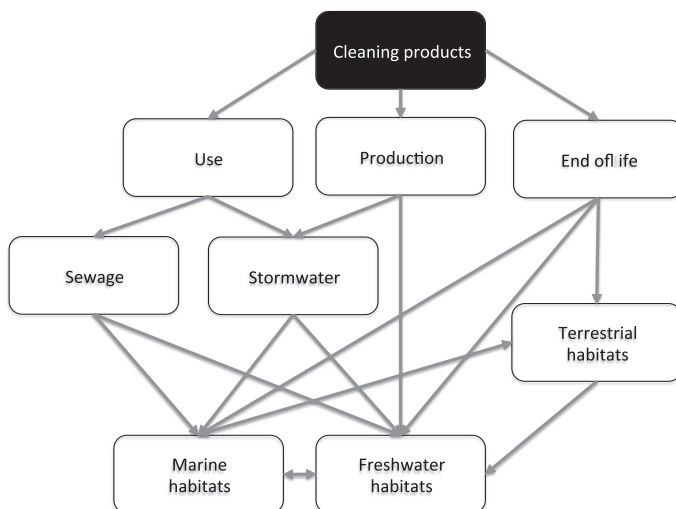 Cleaning products
Use
Production
End ofl ife
Sewage
Stormwater
Terrestrial
habitats
Marine
habitats
Freshwater
habitats